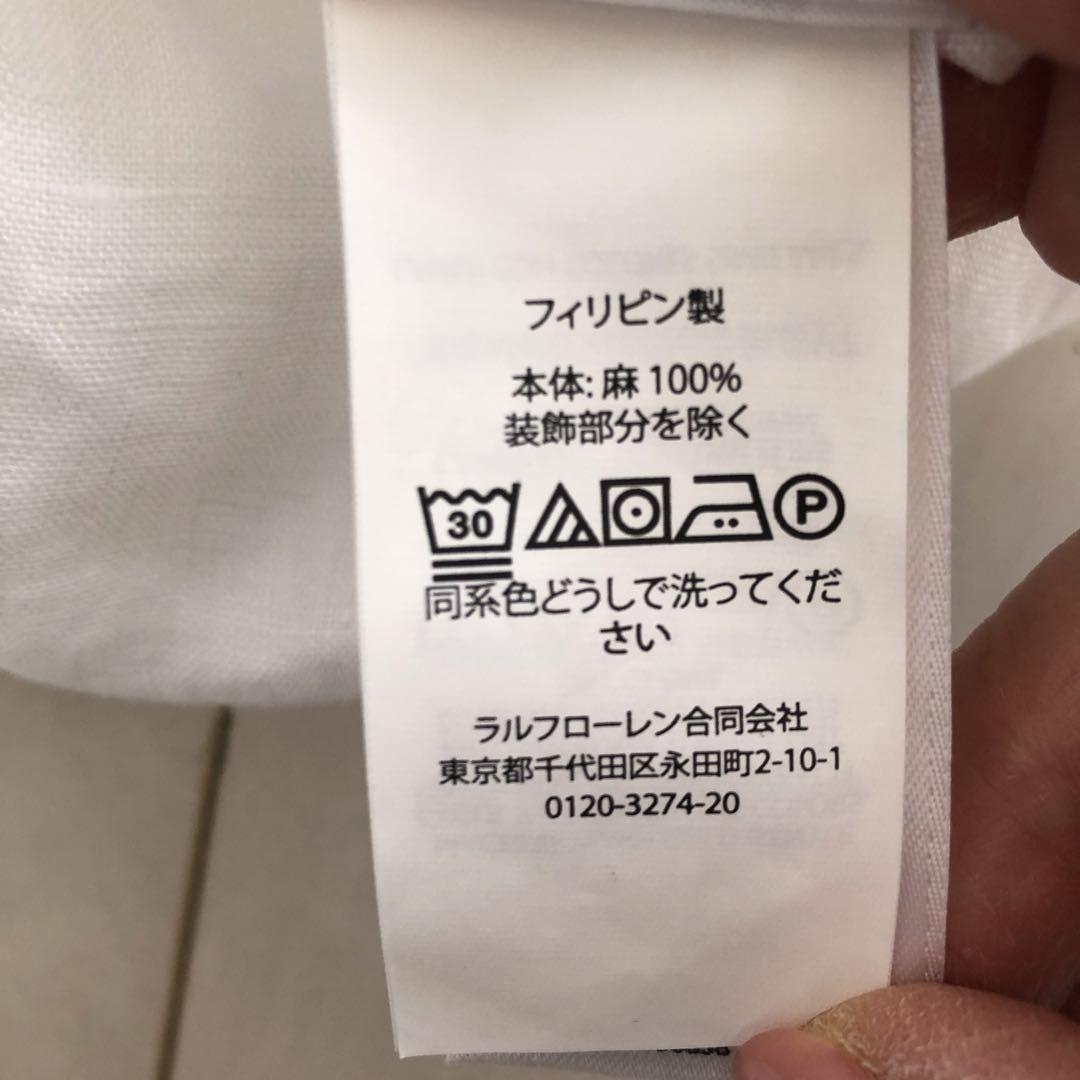 フィリピン製
本体: 麻 100%
装飾部分を除く
30 P
同系色どうしで洗ってくだ
さい
ラルフローレン合同会社
東京都千代田区永田町2-10-1
0120-3274-20